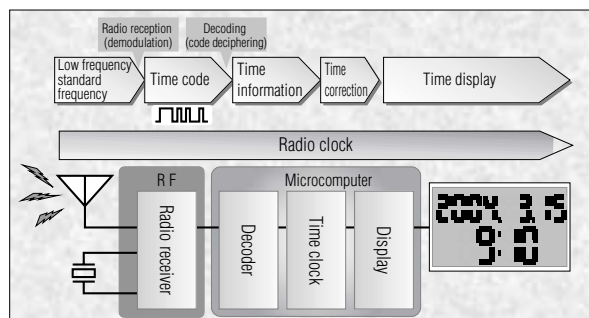 Radio reception
(demodulation)
Decoding
(code deciphering)
Low frequency
standard
frequency
Time code
Time
information
Time
correction
Time display
Radio clock
R F
Microcomputer
Radio
receiver
Decoder
Time clock
Display